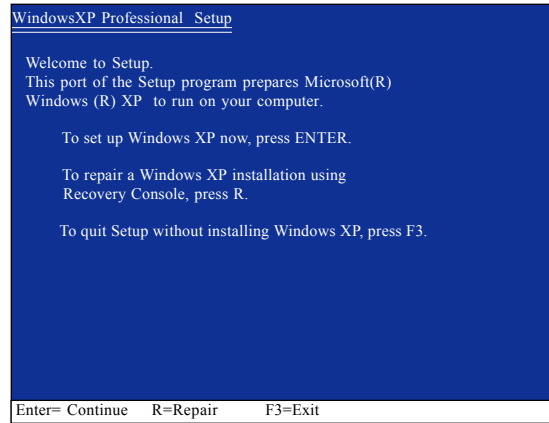 WindowsXP Professional Setup
Welcome to Setup.
This port of the Setup program prepares Microsoft(R)
Windows (R) XP to run on your computer.
To set up Windows XP now, press ENTER.
To repair a Windows XP installation using
Recovery Console, press R.
To quit Setup without installing Windows XP, press F3.
Enter= Continue R=Repair F3=Exit